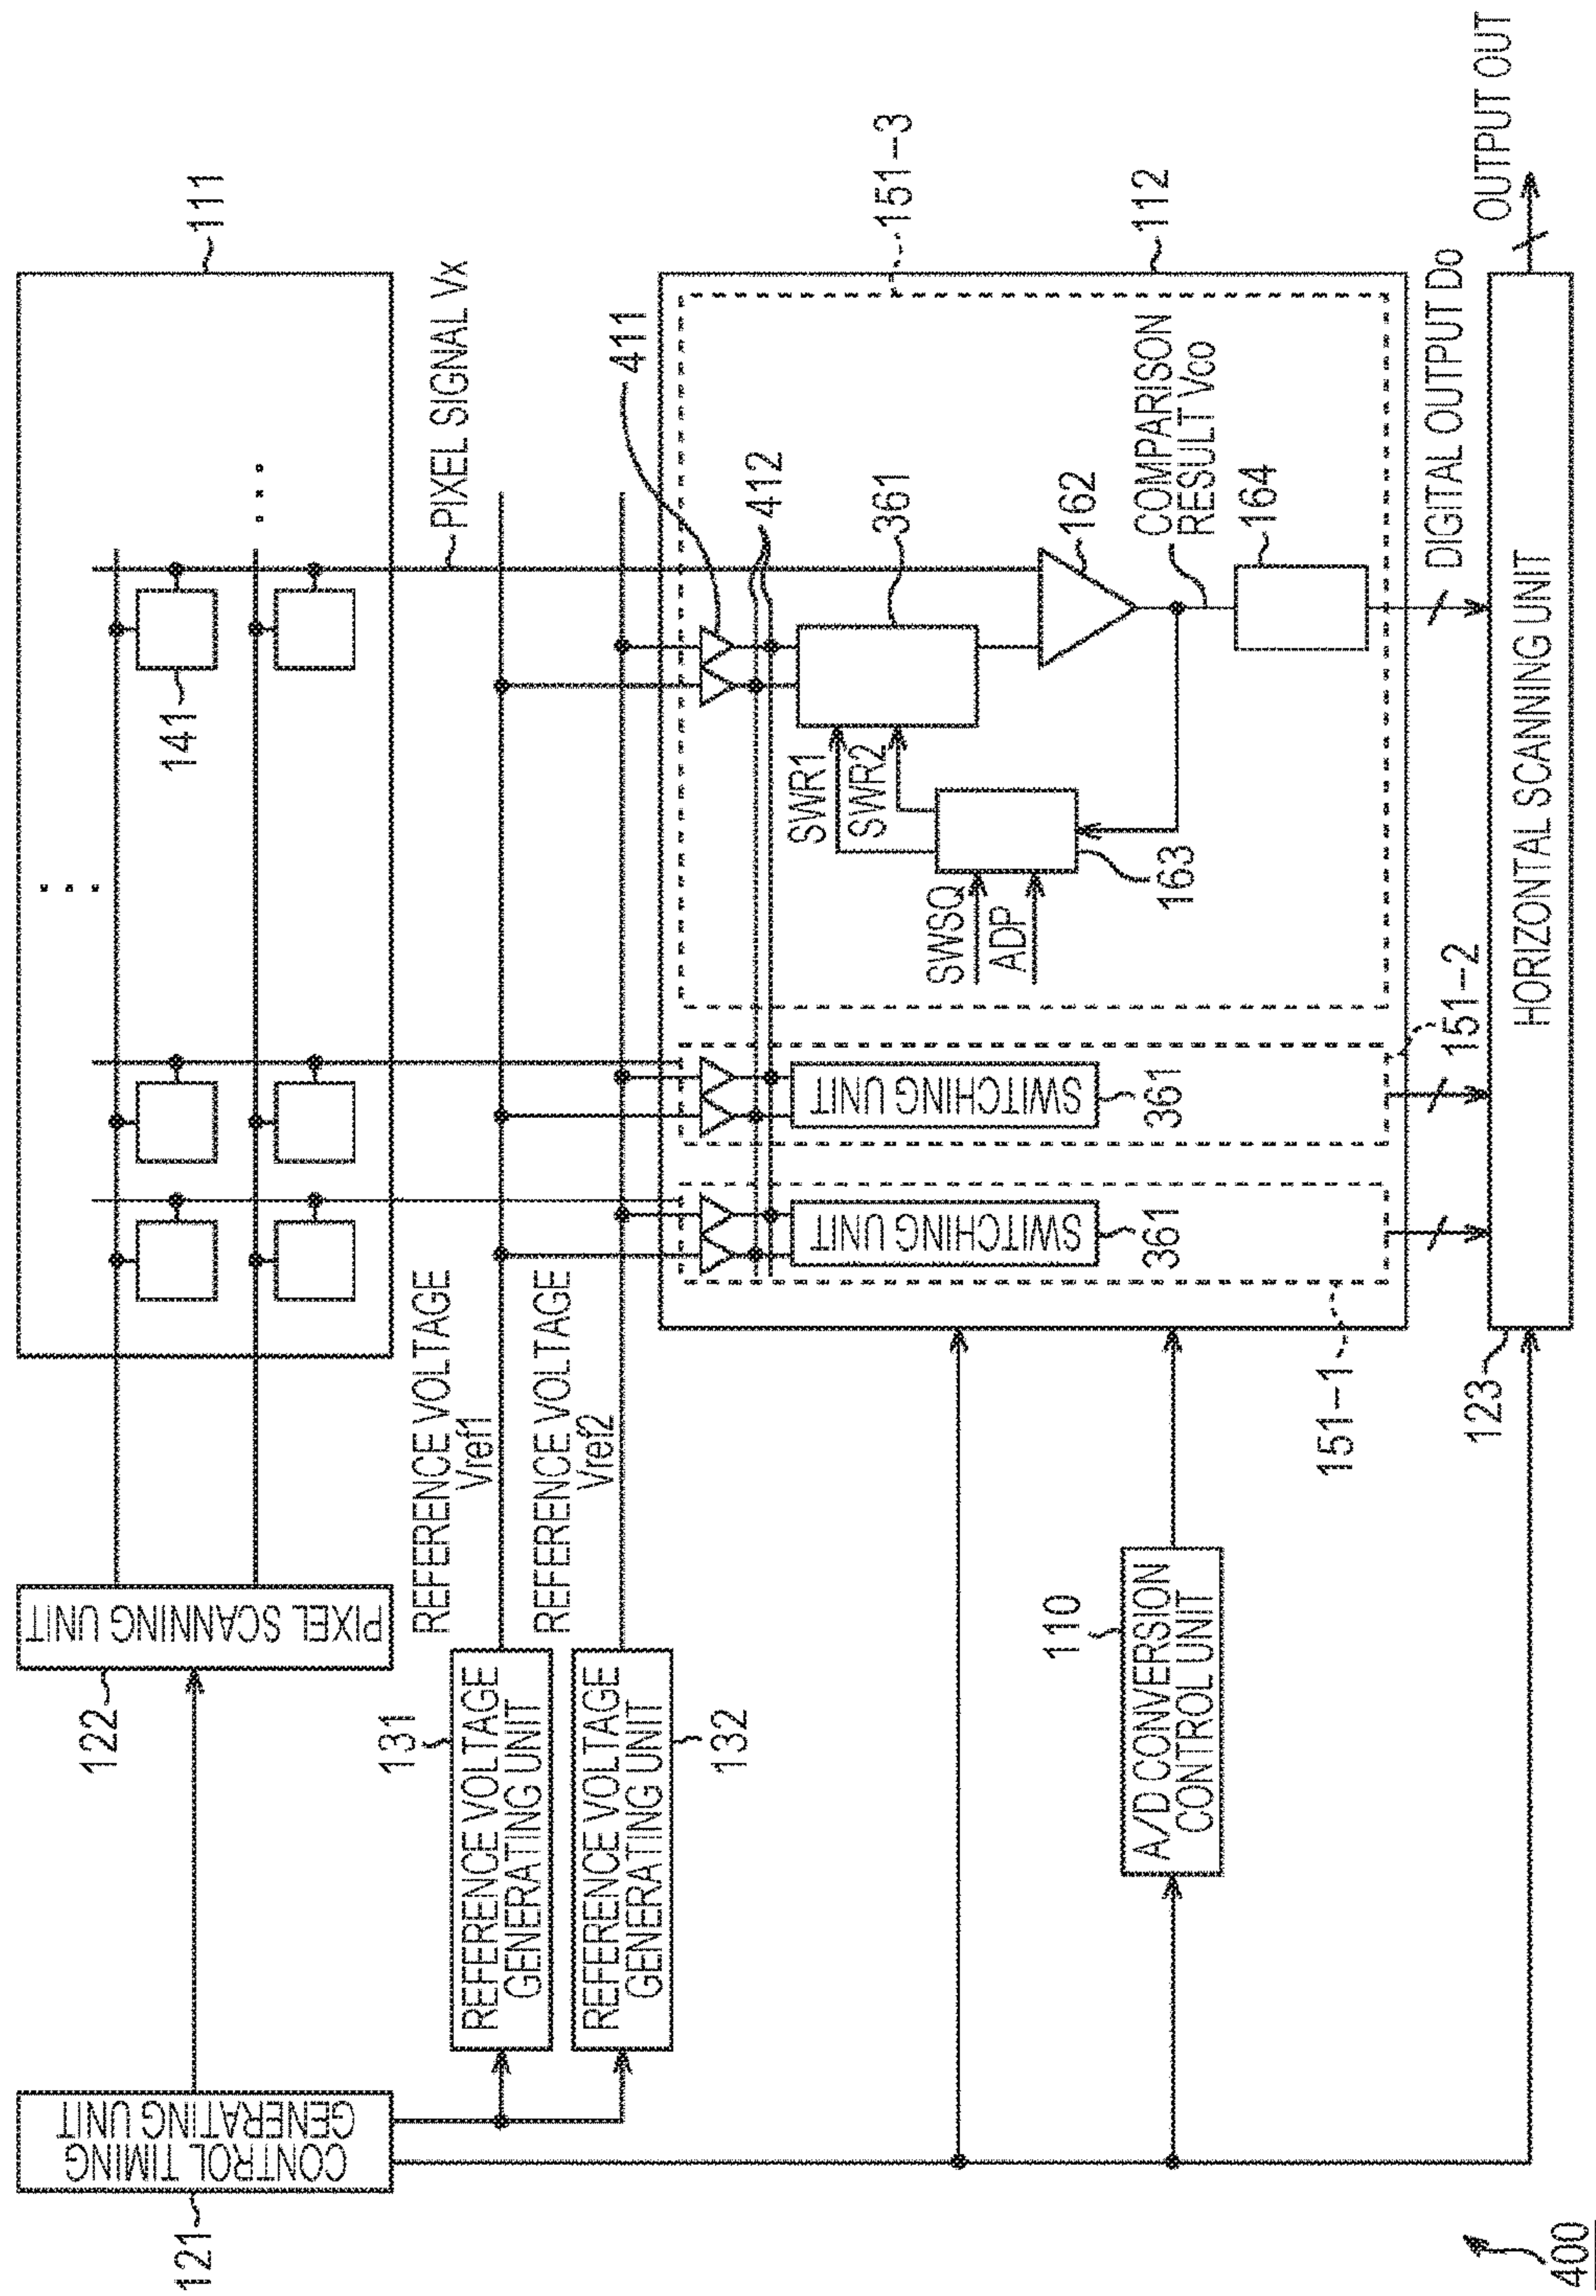 400
121
CONTROL TIMING
GENERATING UNIT
122
PIXEL SCANNING UNIT
111
141
131
REFERENCE VOLTAGE
GENERATING UNIT
REFERENCE VOLTAGE
Vref1
132
REFERENCE VOLTAGE
GENERATING UNIT
REFERENCE VOLTAGE
Vref2
PIXEL SIGNAL Vx
411
412
151-3
112
SWITCHING UNIT
361
SWITCHING UNIT
361
361
SWR1
SWR2
SWSQ
ADP
163
162
COMPARISON
RESULT Vco
164
110
A/D CONVERSION
CONTROL UNIT
151-1
151-2
DIGITAL OUTPUT Do
123
HORIZONTAL SCANNING UNIT
OUTPUT OUT